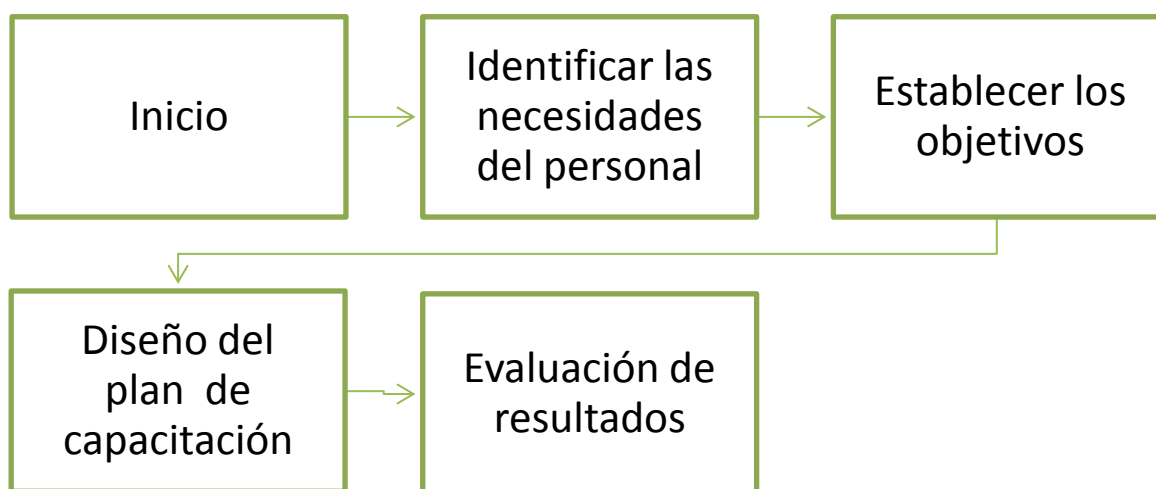 Inicio
Identificar las
necesidades
del personal
Establecer los
objetivos
Diseño del
plan  de
capacitación
Evaluación de
resultados